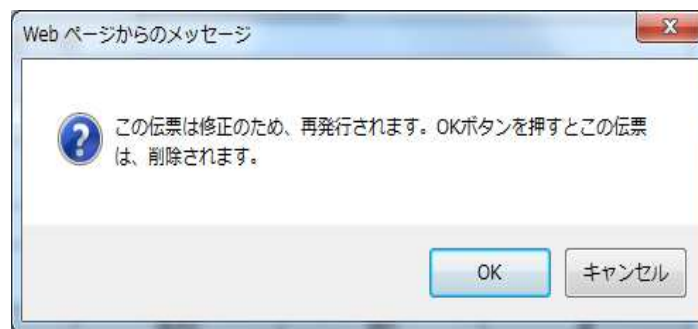 Web ページからのメッセージ
X
この伝票は修正のため、再発行されます。OKボタンを押すとこの伝票
は、削除されます。
OK
キャンセル